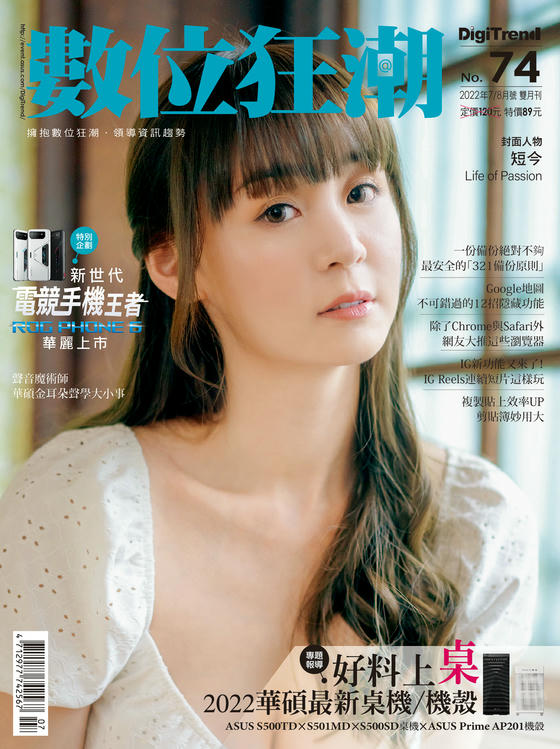 http://event.asus.com/DigiTrend/
數位狂潮
@
DigiTrend
No. 74
2022年7/8月號 雙月刊
定價120元 特價89元
擁抱數位狂潮‧領導資訊趨勢
封面人物
短今
Life of Passion
特別
企劃
新世代
電競手機王者
ROG PHONE 6
華麗上市
聲音魔術師
華碩金耳朵聲學大小事
一份備份絕對不夠
最安全的「321備份原則」
Google地圖
不可錯過的12招隱藏功能
除了Chrome與Safari外
網友大推這些瀏覽器
IG新功能又來了!
IG Reels連續短片這樣玩
複製貼上效率UP
剪貼簿妙用大
專題
報導
好料上桌
2022華碩最新桌機/機殼
ASUS S500TD×S501MD×S500SD桌機×ASUS Prime AP201機殼
4712977742567
07